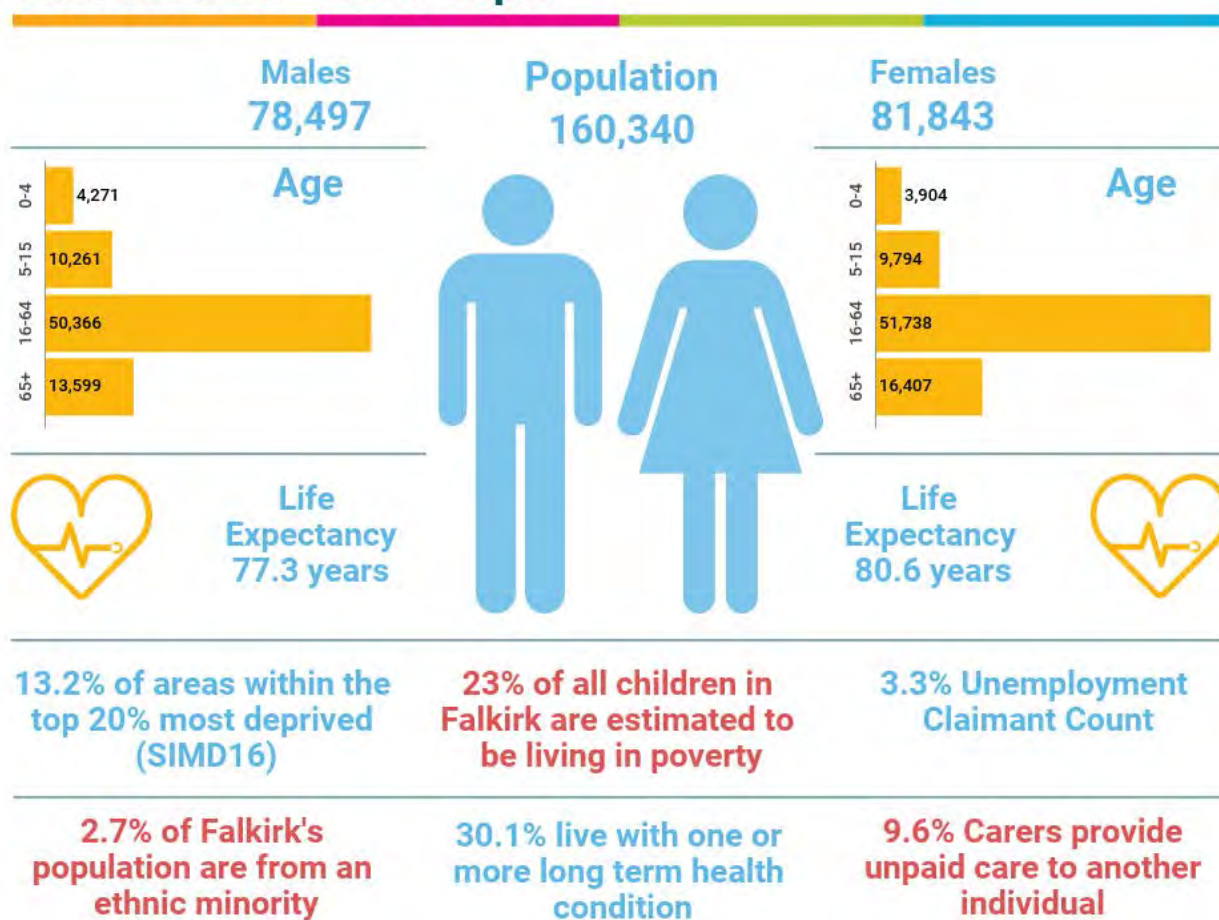 Males
78,497
Population
160,340
Females
81,843
Age
0-4
4,271
5-15
10,261
16-64
50,366
65+
13,599
Age
0-4
3,904
5-15
9,794
16-64
51,738
65+
16,407
Life
Expectancy
77.3 years
Life
Expectancy
80.6 years
13.2% of areas within the
top 20% most deprived
(SIMD16)
23% of all children in
Falkirk are estimated to
be living in poverty
3.3% Unemployment
Claimant Count
2.7% of Falkirk's
population are from an
ethnic minority
30.1% live with one or
more long term health
condition
9.6% Carers provide
unpaid care to another
individual